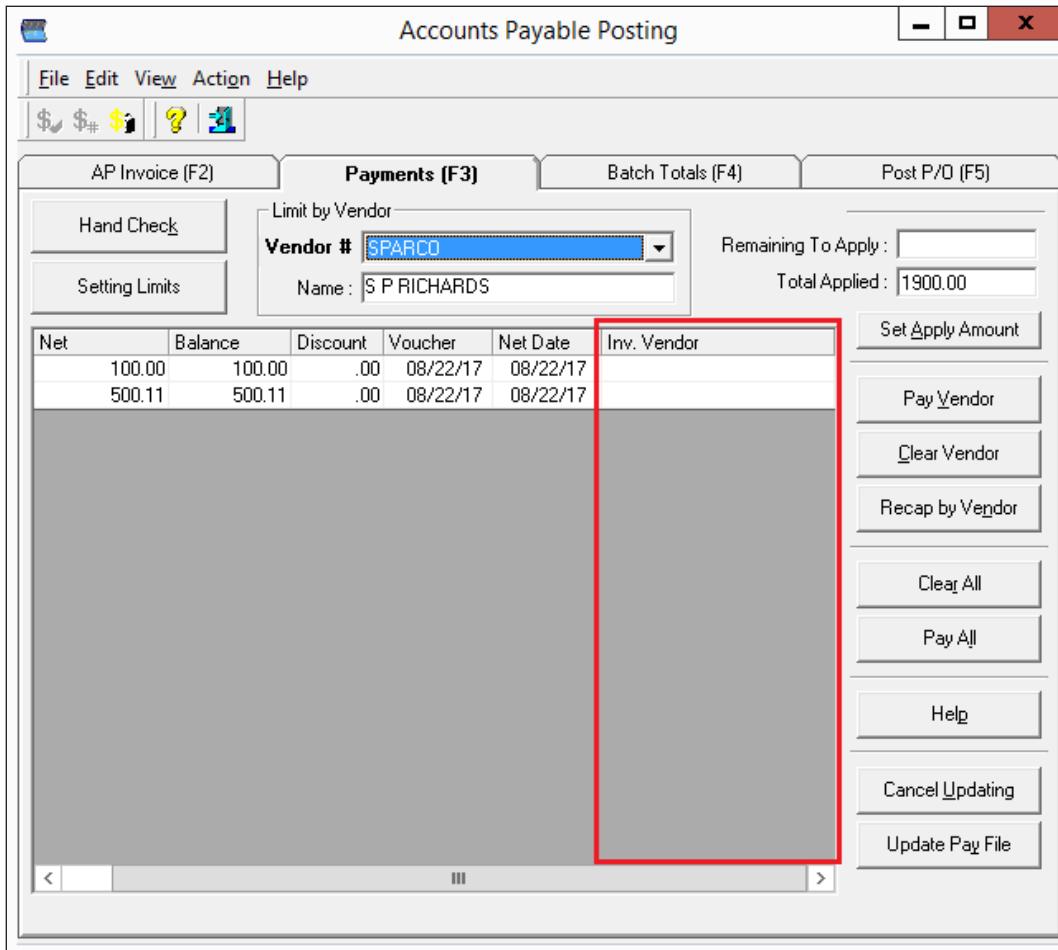 Accounts Payable Posting
File Edit View Action Help
AP Invoice (F2) Payments (F3) Batch Totals (F4) Post P/O (F5)
Hand Check
Setting Limits
Limit by Vendor
Vendor # SPARCO
Name : S P RICHARDS
Remaining To Apply :
Total Applied : 1900.00
Net Balance Discount Voucher Net Date Inv. Vendor
100.00 100.00 .00 08/22/17 08/22/17
500.11 500.11 .00 08/22/17 08/22/17
Set Apply Amount
Pay Vendor
Clear Vendor
Recap by Vendor
Clear All
Pay All
Help
Cancel Updating
Update Pay File